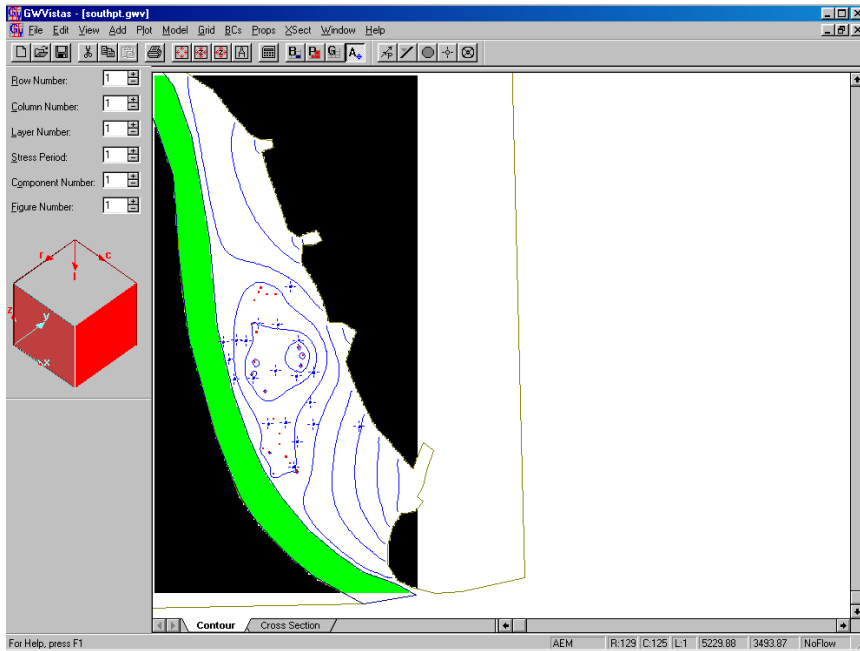 GWVistas - [southpt.gwv]
File Edit View Add Plot Model Grid BCs Props XSect Window Help
Row Number: 1
Column Number: 1
Layer Number: 1
Stress Period: 1
Component Number: 1
Figure Number: 1
r c
l
z
y
x
Contour Cross Section
For Help, press F1 AEM R:129 C:125 L:1 5229.88 3493.87 NoFlow